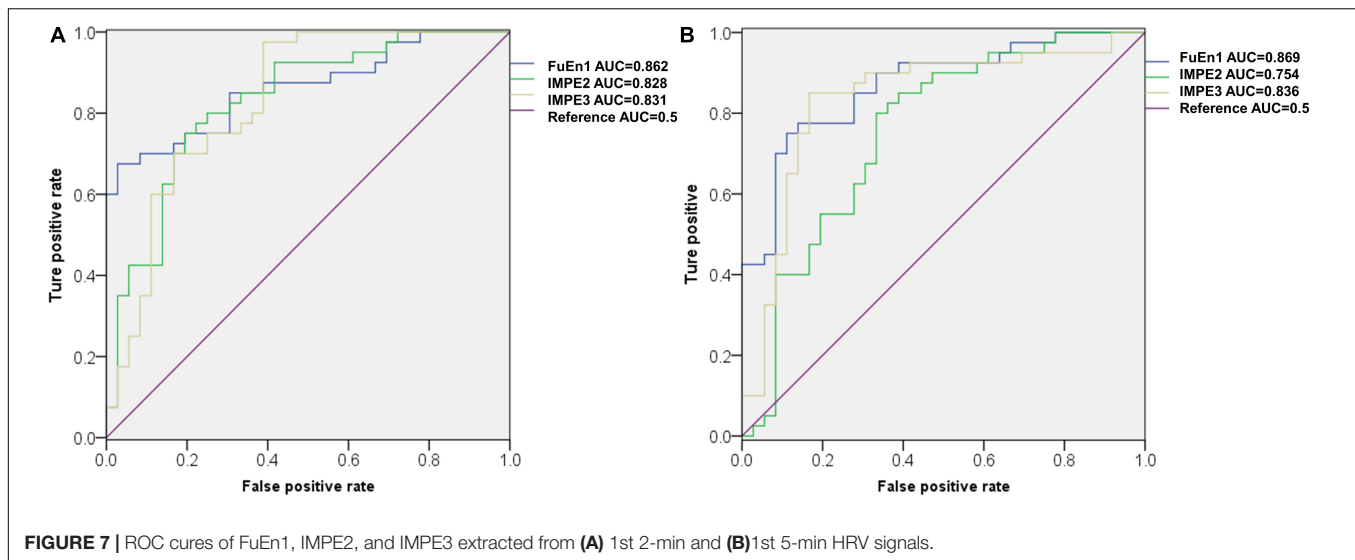 A
1.0
0.8
0.6
0.4
0.2
0.0
Ture positive rate
0.0 0.2 0.4 0.6 0.8 1.0
False positive rate
FuEn1 AUC=0.862
IMPE2 AUC=0.828
IMPE3 AUC=0.831
Reference AUC=0.5
B
1.0
0.8
0.6
0.4
0.2
0.0
Ture positive
0.0 0.2 0.4 0.6 0.8 1.0
False positive rate
FuEn1 AUC=0.869
IMPE2 AUC=0.754
IMPE3 AUC=0.836
Reference AUC=0.5
FIGURE 7 | ROC cures of FuEn1, IMPE2, and IMPE3 extracted from (A) 1st 2-min and (B)1st 5-min HRV signals.